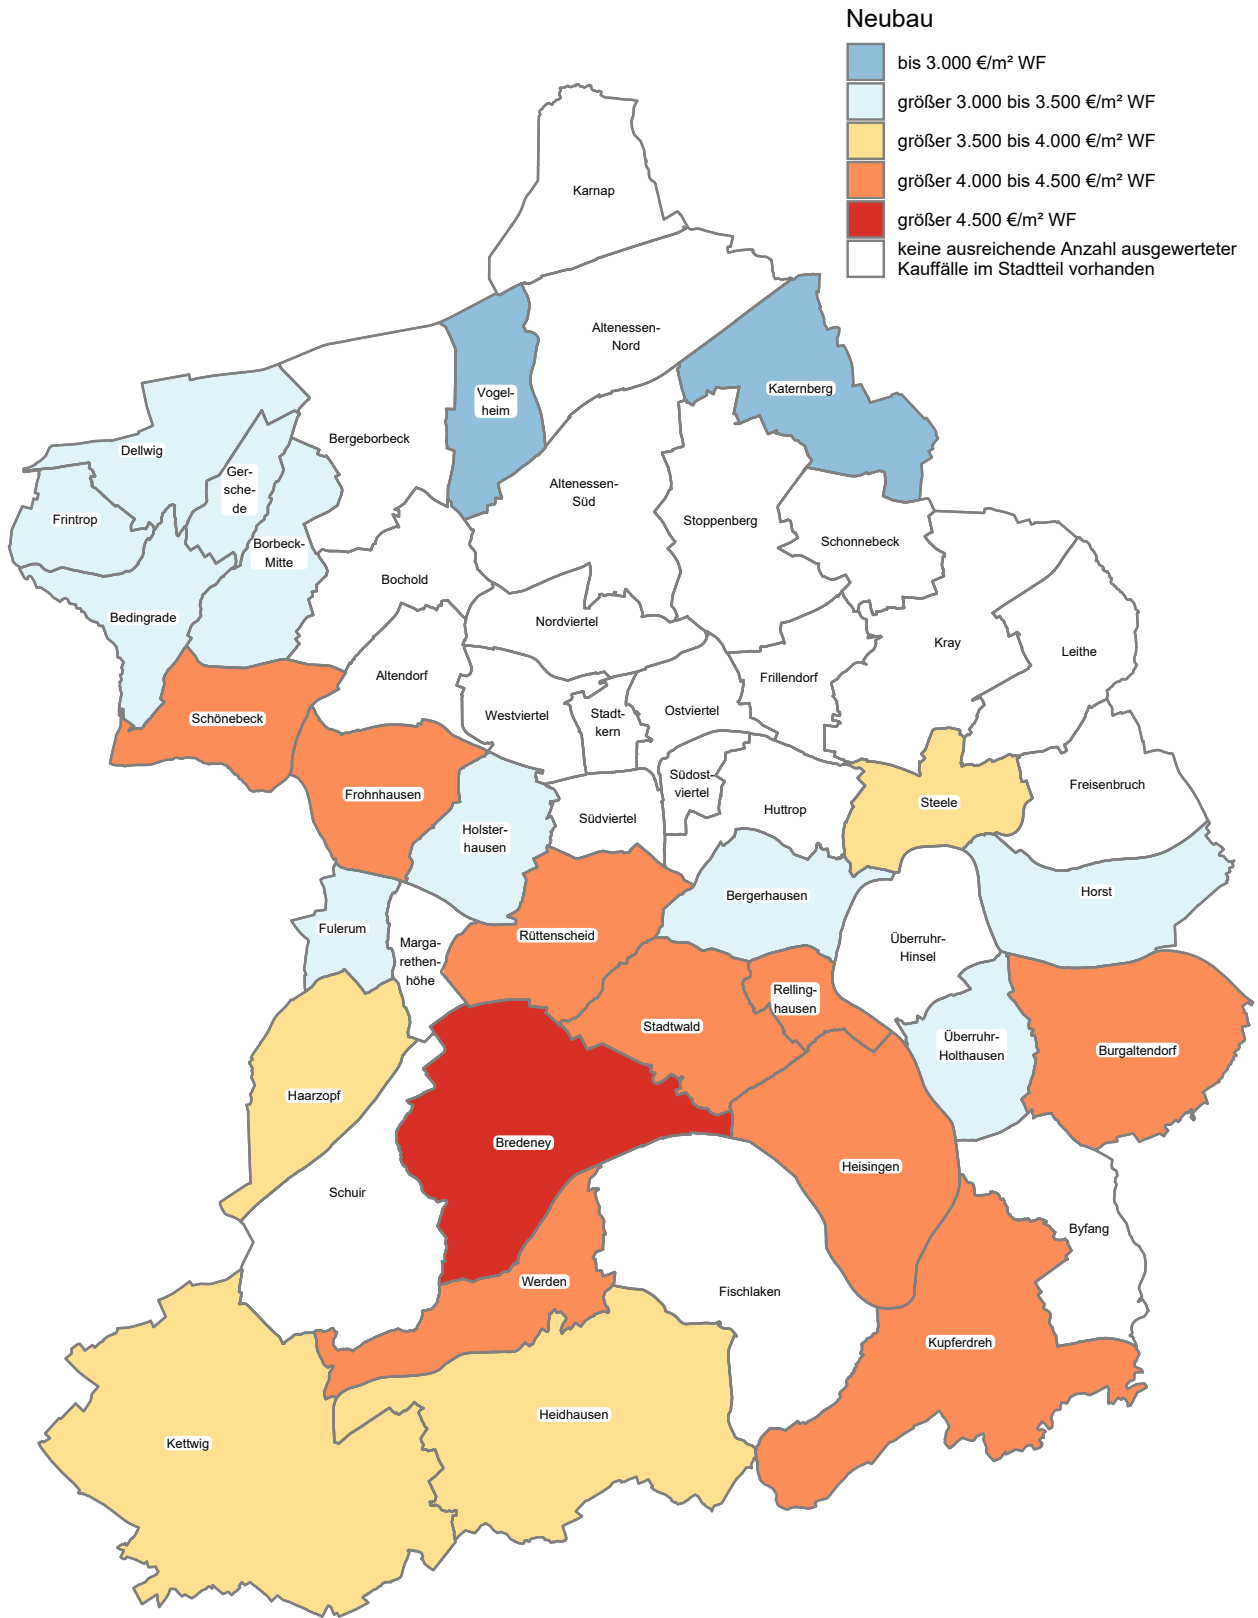 Neubau
bis 3.000 €/m² WF
größer 3.000 bis 3.500 €/m² WF
größer 3.500 bis 4.000 €/m² WF
größer 4.000 bis 4.500 €/m² WF
größer 4.500 €/m² WF
keine ausreichende Anzahl ausgewerteter
Kauffälle im Stadtteil vorhanden
Karnap
Altenessen-
Nord
Katernberg
Vogel-
heim
Bergeborbeck
Dellwig
Ger-
sche-
de
Altenessen-
Süd
Frintrop
Stoppenberg
Schonnebeck
Borbeck-
Mitte
Bochold
Bedingrade
Nordviertel
Kray
Leithe
Altendorf
Frillendorf
Schönebeck
Westviertel
Stadt-
kern
Ostviertel
Südost-
viertel
Freisenbruch
Frohnhausen
Steele
Huttrop
Südviertel
Holster-
hausen
Horst
Bergerhausen
Fulerum
Rüttenscheid
Überruhr-
Hinsel
Marga-
rethen-
höhe
Relling-
hausen
Stadtwald
Überruhr-
Holthausen
Burgaltendorf
Haarzopf
Bredeney
Heisingen
Schuir
Byfang
Werden
Fischlaken
Kupferdreh
Heidhausen
Kettwig